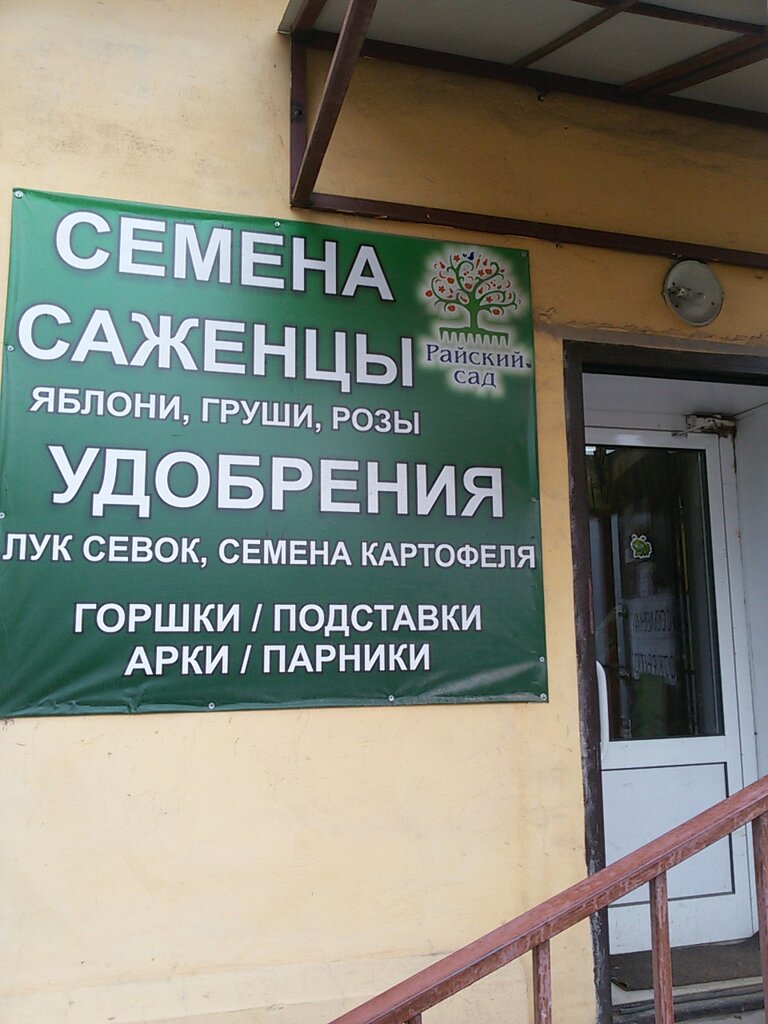 СЕМЕНА
САЖЕНЦЫ
Райский
сад
ЯБЛОНИ, ГРУШИ, РОЗЫ
УДОБРЕНИЯ
ЛУК СЕВОК, СЕМЕНА КАРТОФЕЛЯ
ГОРШКИ / ПОДСТАВКИ
АРКИ / ПАРНИКИ